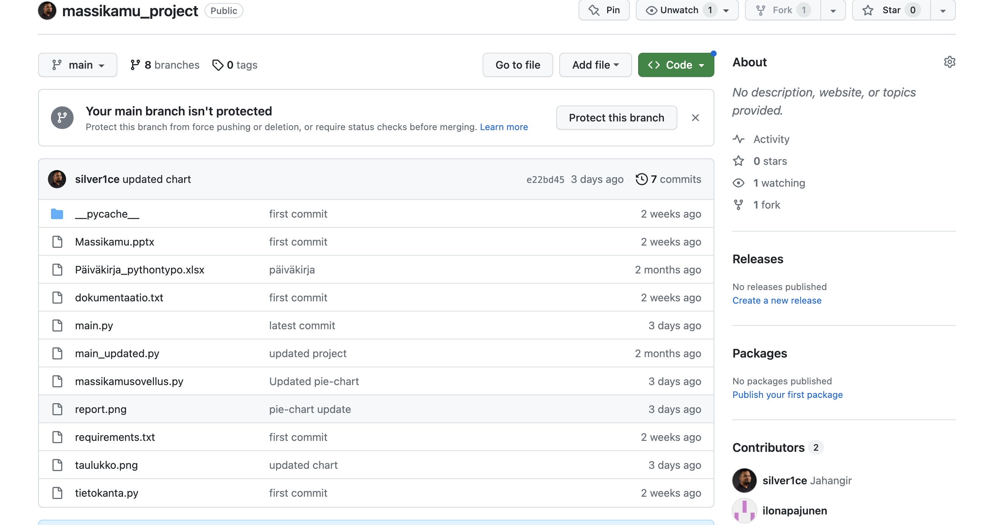 massikamu_project Public Pin Unwatch 1 Fork 1 Star 0
main 8 branches 0 tags Go to file Add file Code
Your main branch isn't protected
Protect this branch from force pushing or deletion, or require status checks before merging. Learn more
Protect this branch
silver1ce updated chart e22bd45 3 days ago 7 commits
__pycache__ first commit 2 weeks ago
Massikamu.pptx first commit 2 weeks ago
Päiväkirja_pythontypo.xlsx päiväkirja 2 months ago
dokumentaatio.txt first commit 2 weeks ago
main.py latest commit 3 days ago
main_updated.py updated project 2 months ago
massikamusovellus.py Updated pie-chart 3 days ago
report.png pie-chart update 3 days ago
requirements.txt first commit 2 weeks ago
taulukko.png updated chart 3 days ago
tietokanta.py first commit 2 weeks ago
About
No description, website, or topics
provided.
Activity
0 stars
1 watching
1 fork
Releases
No releases published
Create a new release
Packages
No packages published
Publish your first package
Contributors 2
silver1ce Jahangir
ilonapajunen